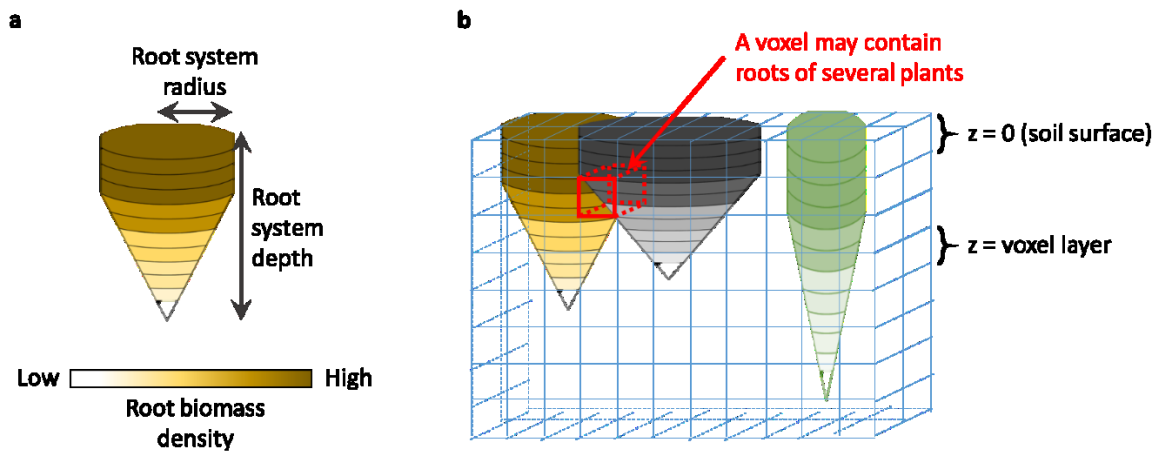 a
Root system
radius
Root
system
depth
Low
High
Root biomass
density
b
A voxel may contain
roots of several plants
z = 0 (soil surface)
z = voxel layer